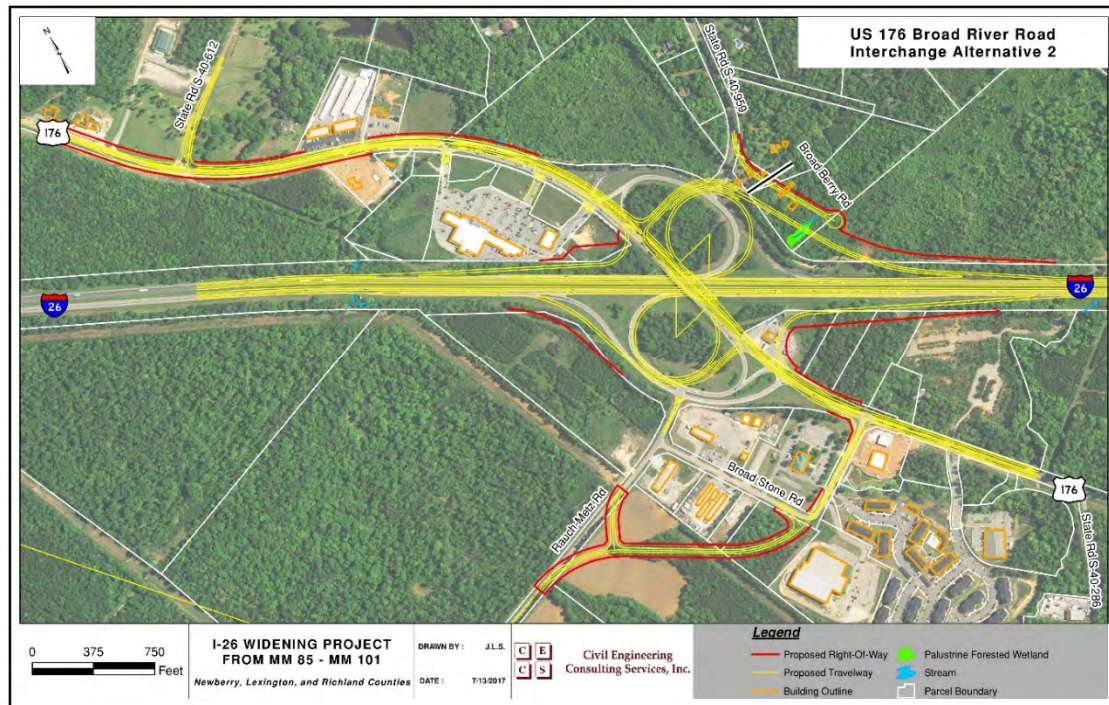 N
US 176 Broad River Road
Interchange Alternative 2
State Rd S-40-612
State Rd S-40-959
Broad Berry Rd
176
26
26
Broad Stone Rd
Rauch-Metz Rd
176
State Rd S-40-286
0 375 750
Feet
I-26 WIDENING PROJECT
FROM MM 85 - MM 101
Newberry, Lexington, and Richland Counties
DRAWN BY : J.L.S.
DATE : 7/13/2017
C E
C S
Civil Engineering
Consulting Services, Inc.
Legend
Proposed Right-Of-Way
Proposed Travelway
Building Outline
Palustrine Forested Wetland
Stream
Parcel Boundary